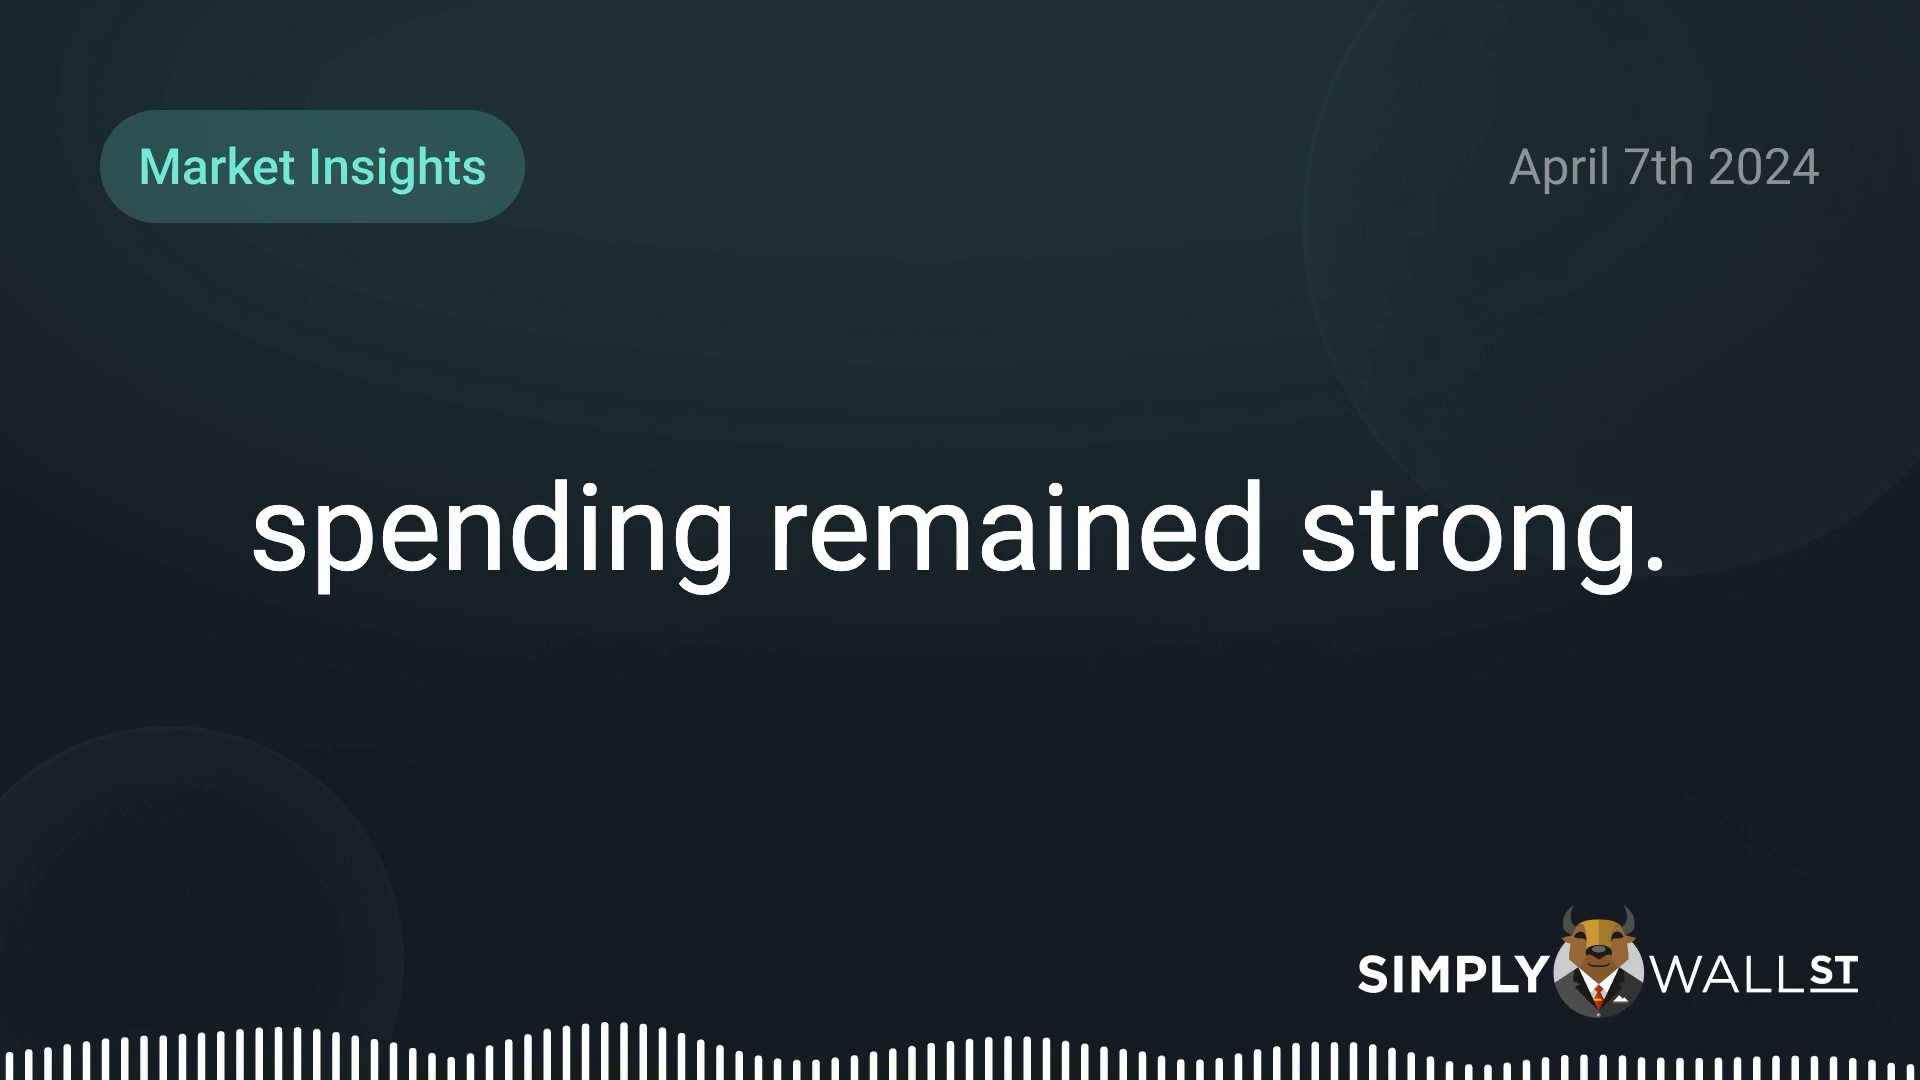 Market Insights
April 7th 2024
spending remained strong.
SIMPLY WALL ST